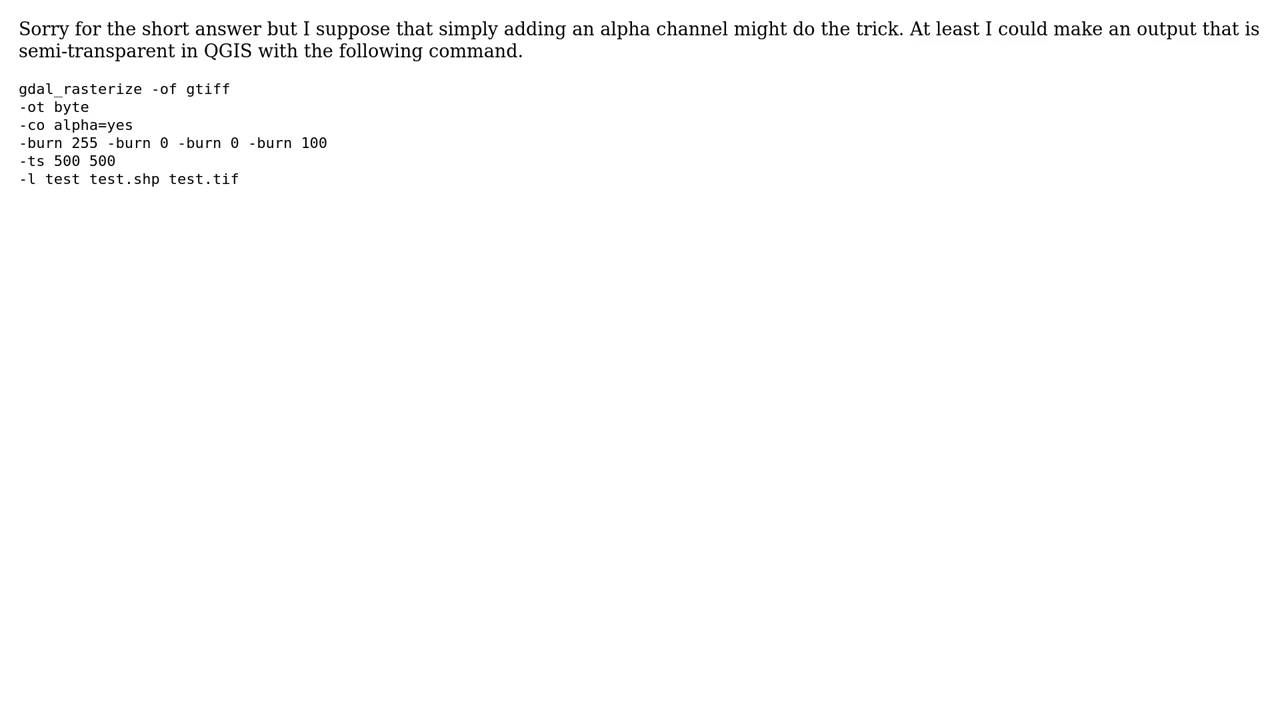 Sorry for the short answer but I suppose that simply adding an alpha channel might do the trick. At least I could make an output that is
semi-transparent in QGIS with the following command.
gdal_rasterize -of gtiff
-ot byte
-co alpha=yes
-burn 255 -burn 0 -burn 0 -burn 100
-ts 500 500
-l test test.shp test.tif